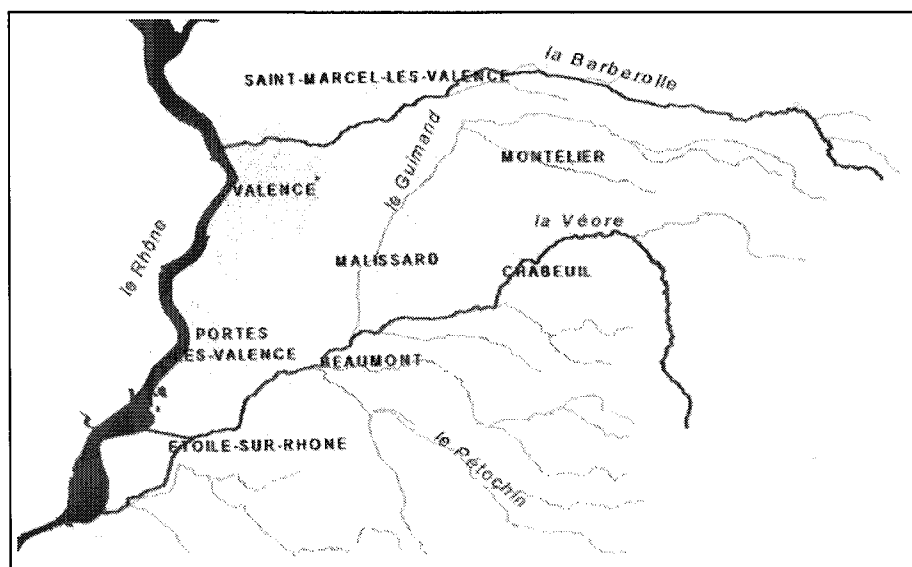 la Barberolle
SAINT-MARCEL-LES-VALENCE
le Guimand
MONTELIER
VALENCE
la Véore
le Rhône
MALISSARD
CHABEUIL
PORTES
LES-VALENCE
BEAUMONT
ETOILE-SUR-RHONE
le Pétochin